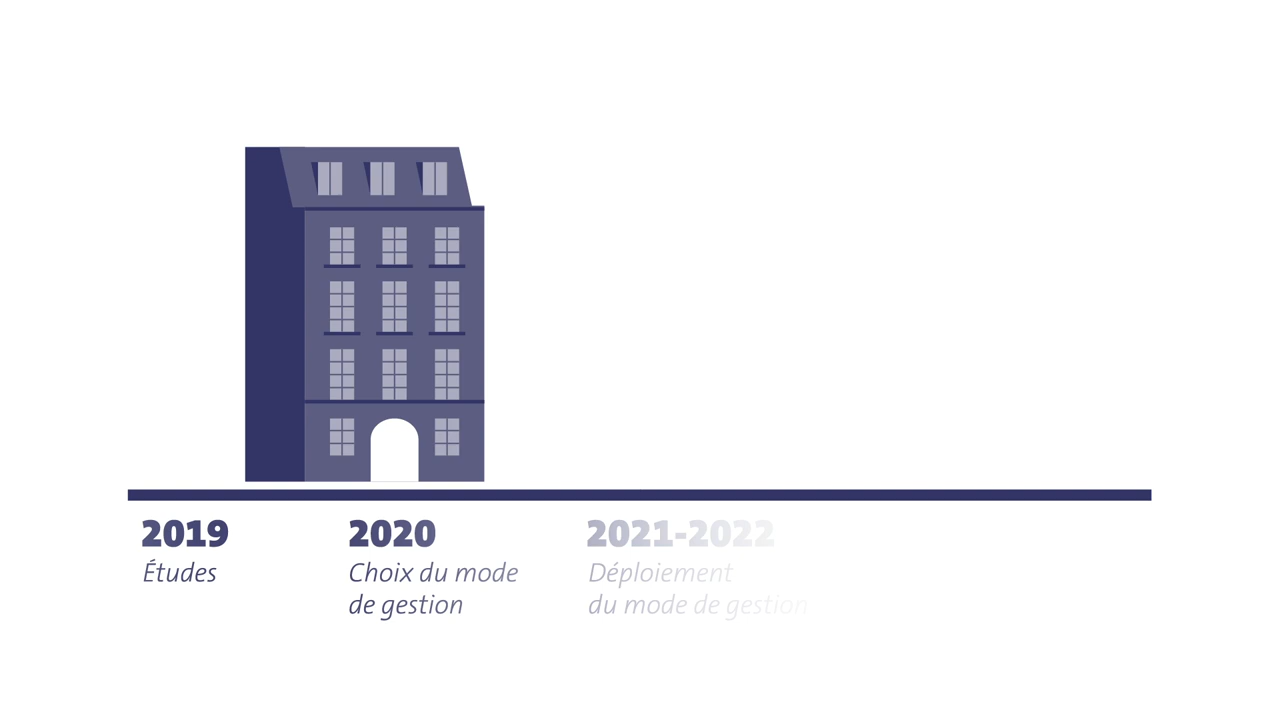 2019
Études
2020
Choix du mode
de gestion
2021-2022
Déploiement
du mode de gestion